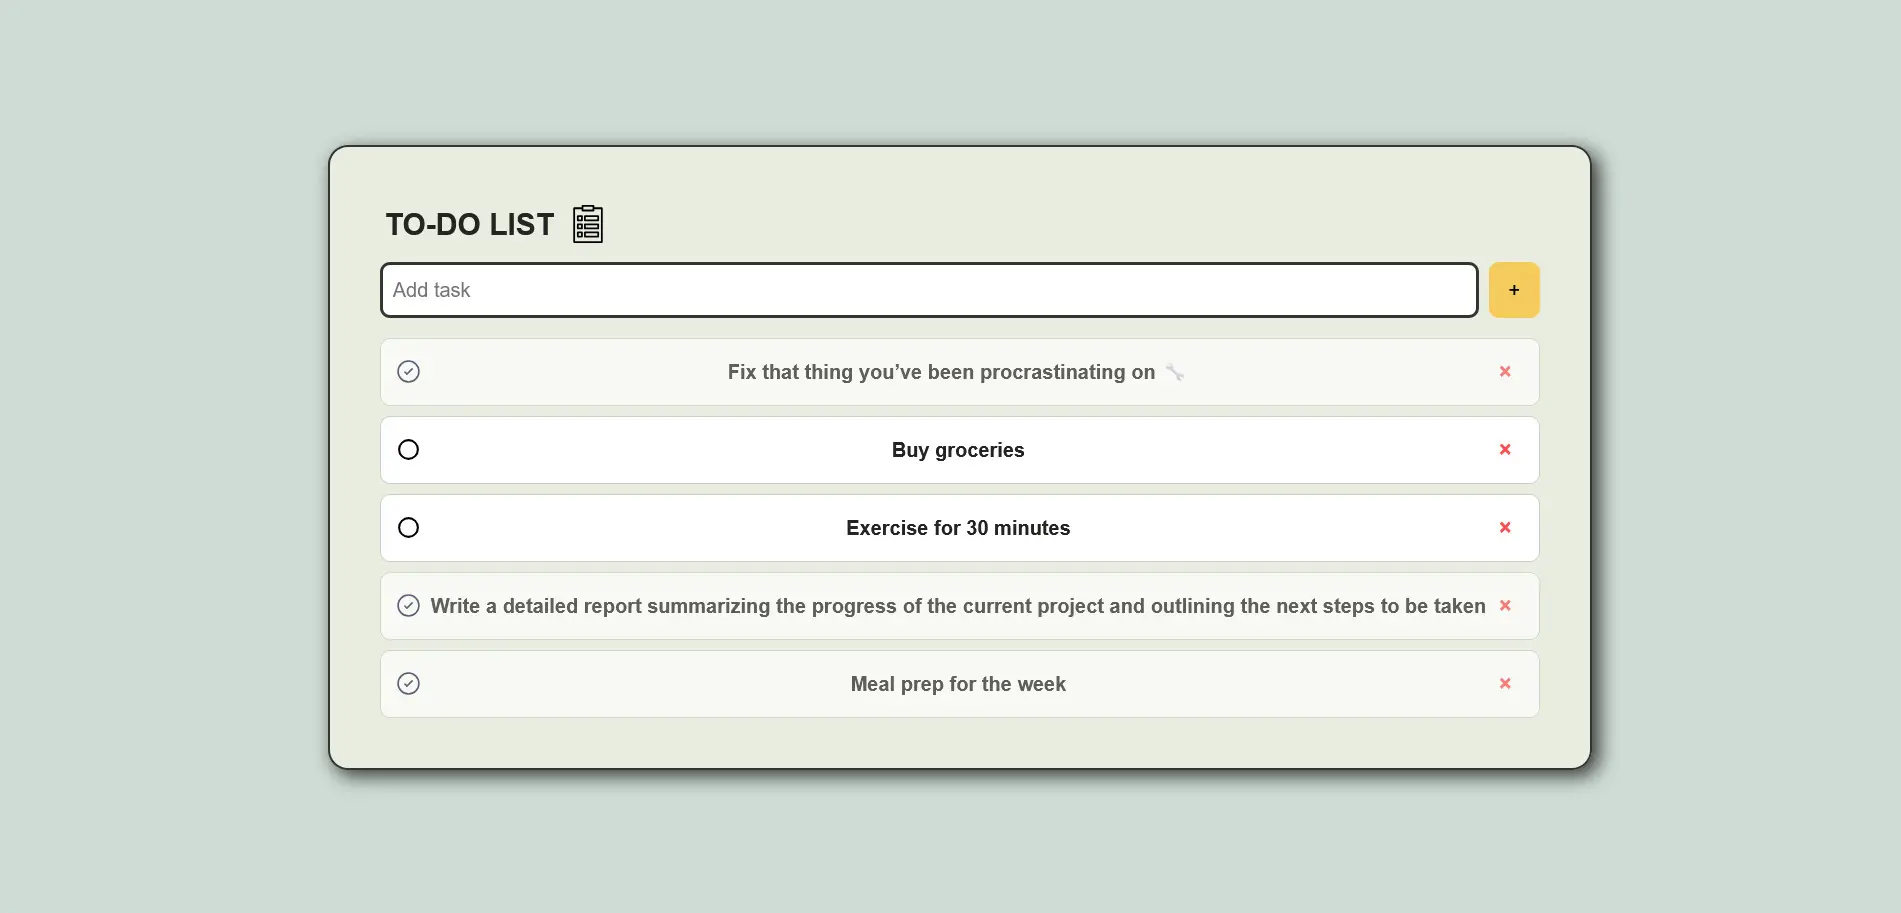 TO-DO LIST
Add task
+
Fix that thing you’ve been procrastinating on 🔧
×
Buy groceries
×
Exercise for 30 minutes
×
Write a detailed report summarizing the progress of the current project and outlining the next steps to be taken
×
Meal prep for the week
×